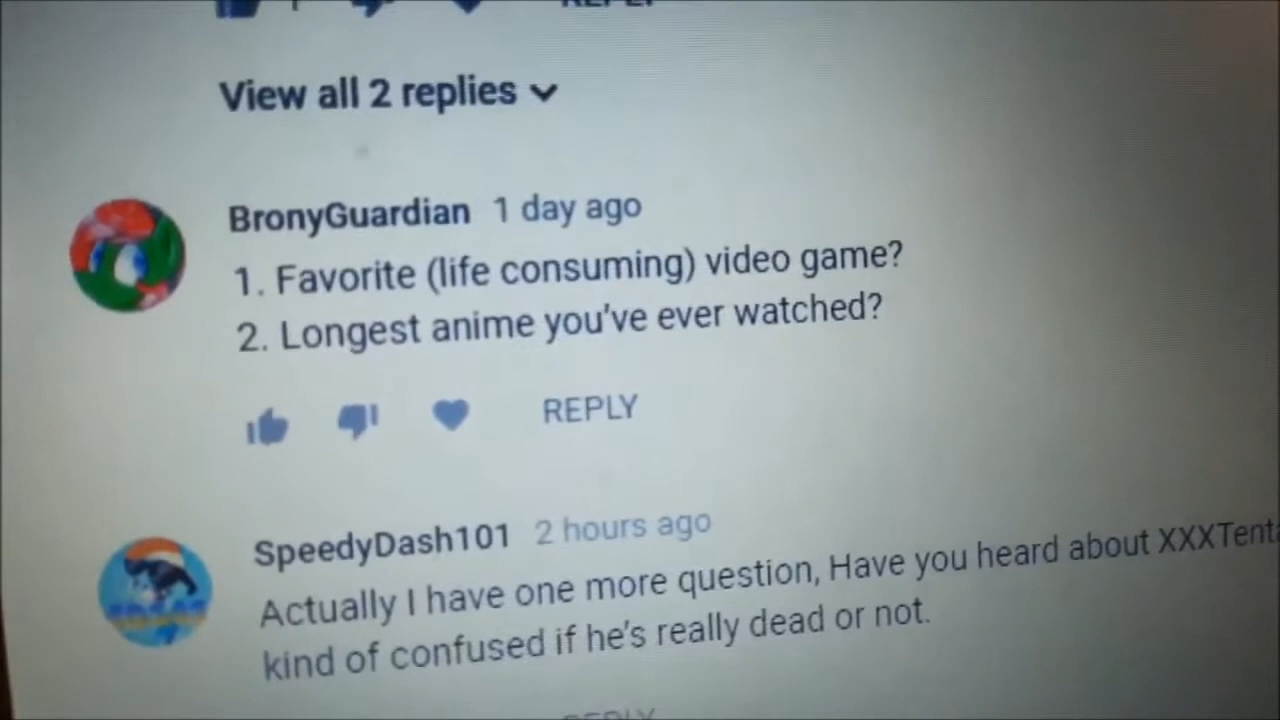 View all 2 replies
BronyGuardian 1 day ago
1. Favorite (life consuming) video game?
2. Longest anime you've ever watched?
REPLY
SpeedyDash101 2 hours ago
Actually I have one more question, Have you heard about XXXTenta
kind of confused if he's really dead or not.
REPLY